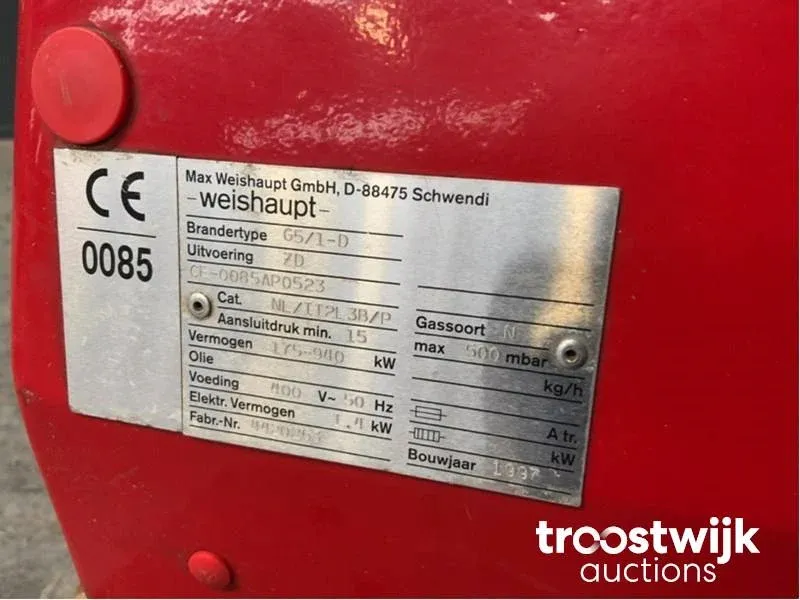 CE
0085
Max Weishaupt GmbH, D-88475 Schwendi
-weishaupt-
Brandertype G5/1-D
Uitvoering ZD
CE-0085AP0523
Cat. NL/II2L3B/P
Aansluitdruk min. 15
Gassoort N
max 500 mbar
Vermogen 175-940 kW
Olie kg/h
Voeding 400 V~ 50 Hz
A tr.
Elektr. Vermogen 1.4 kW
kW
Fabr.-Nr.
Bouwjaar 1997
troostwijk
auctions